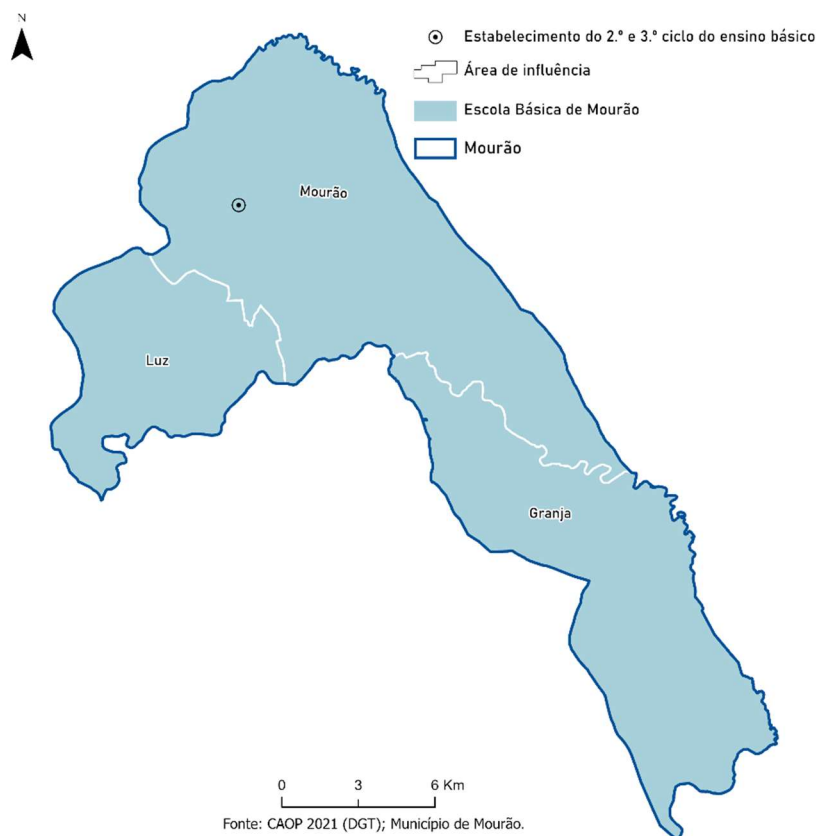 N
Estabelecimento do 2.º e 3.º ciclo do ensino básico
Área de influência
Escola Básica de Mourão
Mourão
Mourão
Luz
Granja
0 3 6 Km
Fonte: CAOP 2021 (DGT); Município de Mourão.